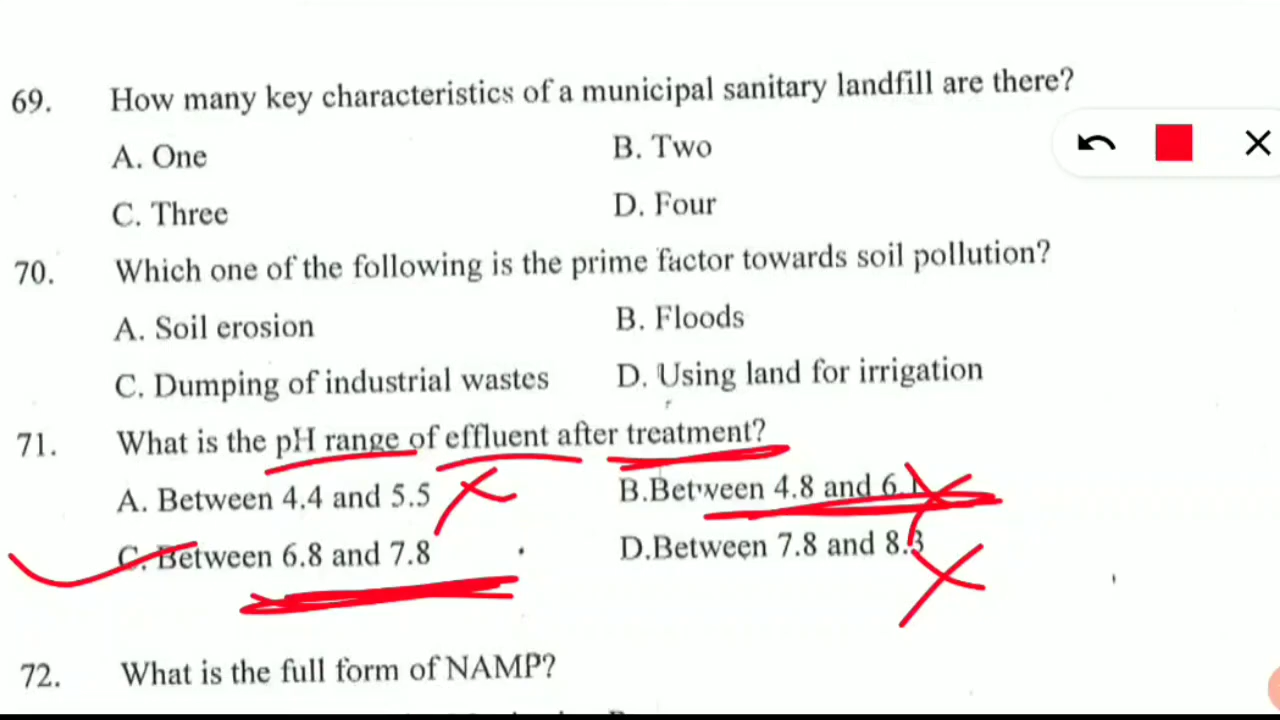 69. How many key characteristics of a municipal sanitary landfill are there?
A. One B. Two
C. Three D. Four
70. Which one of the following is the prime factor towards soil pollution?
A. Soil erosion B. Floods
C. Dumping of industrial wastes D. Using land for irrigation
71. What is the pH range of effluent after treatment?
A. Between 4.4 and 5.5 B.Between 4.8 and 6.1
C. Between 6.8 and 7.8 D.Between 7.8 and 8.3
72. What is the full form of NAMP?